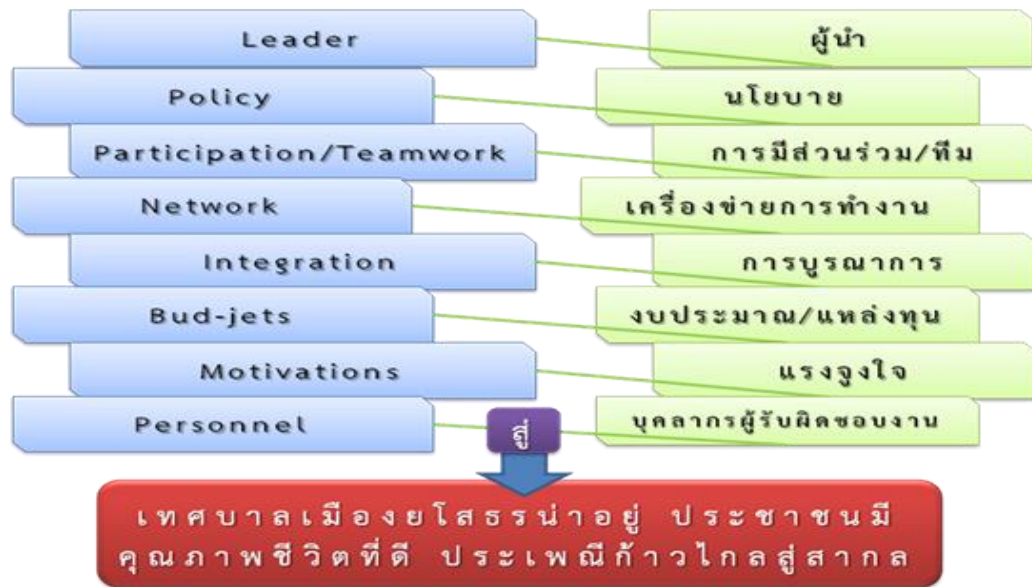 Leader
ผู้นำ
Policy
นโยบาย
Participation/Teamwork
การมีส่วนร่วม/ทีม
Network
เครื่องข่ายการทำงาน
Integration
การบูรณาการ
Bud-jets
งบประมาณ/แหล่งทุน
Motivations
แรงจูงใจ
Personnel
บุคลากรผู้รับผิดชอบงาน
เทศบาลเมืองยโสธรน่าอยู่ ประชาชนมี
คุณภาพชีวิตที่ดี ประเพณีก้าวไกลสู่สากล